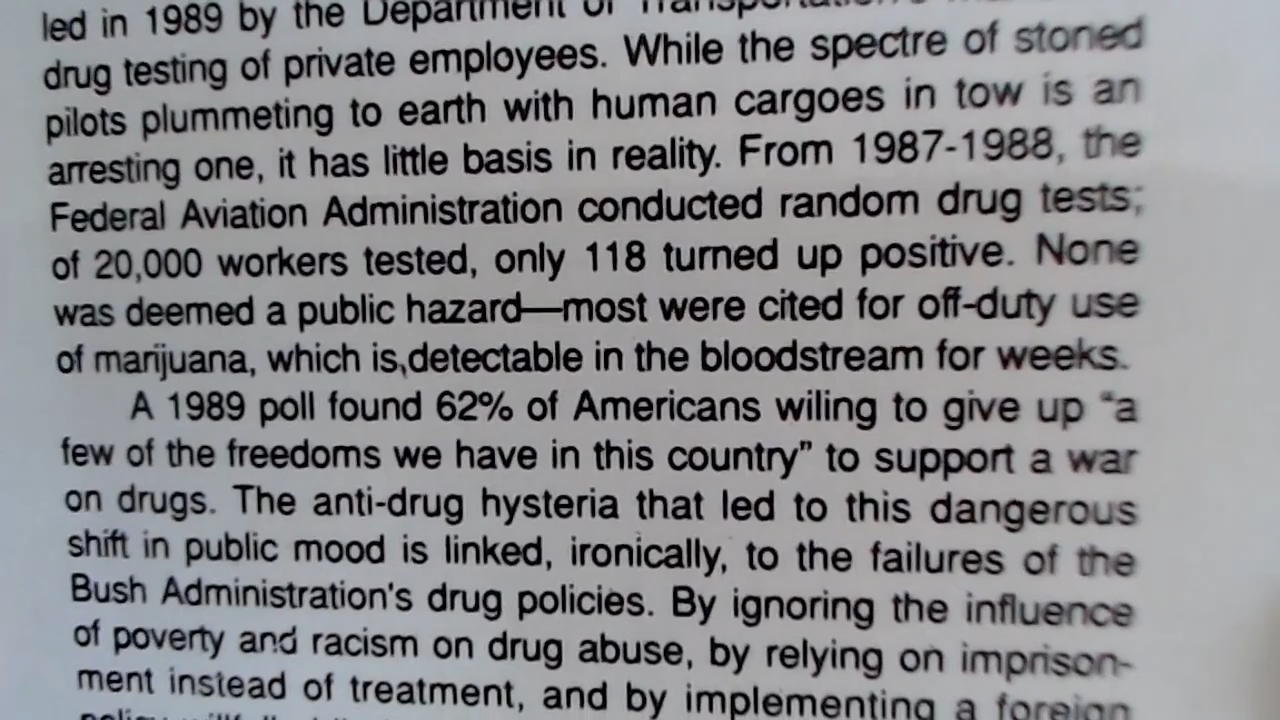 led in 1989 by the Department of Transportation's
drug testing of private employees. While the spectre of stoned
pilots plummeting to earth with human cargoes in tow is an
arresting one, it has little basis in reality. From 1987-1988, the
Federal Aviation Administration conducted random drug tests;
of 20,000 workers tested, only 118 turned up positive. None
was deemed a public hazard—most were cited for off-duty use
of marijuana, which is detectable in the bloodstream for weeks.
A 1989 poll found 62% of Americans wiling to give up “a
few of the freedoms we have in this country” to support a war
on drugs. The anti-drug hysteria that led to this dangerous
shift in public mood is linked, ironically, to the failures of the
Bush Administration's drug policies. By ignoring the influence
of poverty and racism on drug abuse, by relying on imprison-
ment instead of treatment, and by implementing a foreign